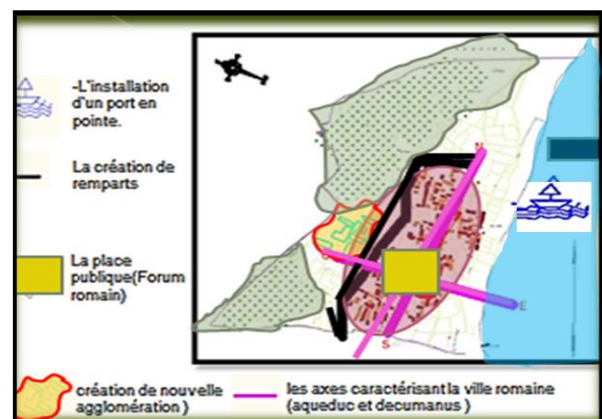 -L'installation
d'un port en
pointe.
La création de
remparts
La place
publique(Forum
romain)
N
E
S
création de nouvelle
agglomération )
les axes caractérisant la ville romaine
(aqueduc et decumanus )